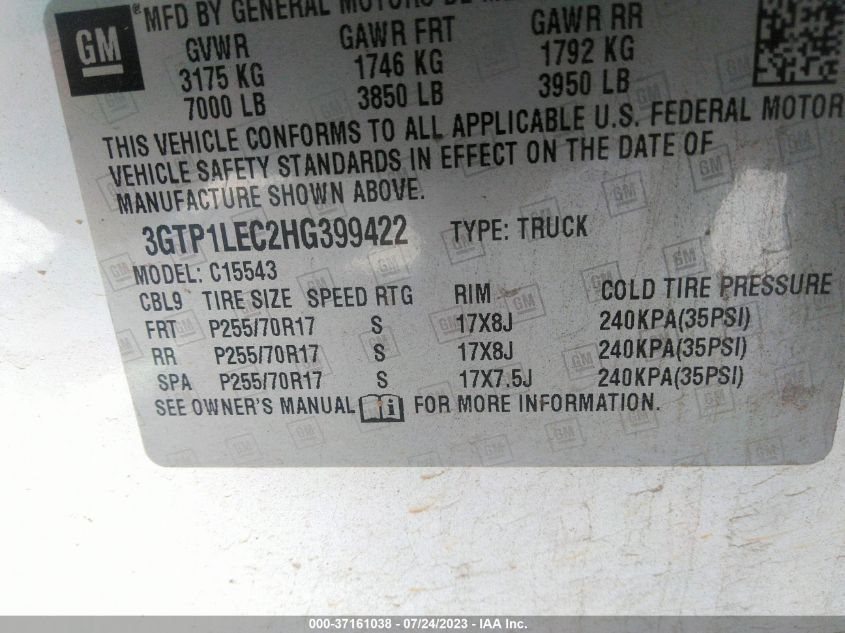 GM
MFD BY GENERAL MOTORS DE
GVWR GAWR FRT GAWR RR
3175 KG 1746 KG 1792 KG
7000 LB 3850 LB 3950 LB
THIS VEHICLE CONFORMS TO ALL APPLICABLE U.S. FEDERAL MOTOR
VEHICLE SAFETY STANDARDS IN EFFECT ON THE DATE OF
MANUFACTURE SHOWN ABOVE.
3GTP1LEC2HG399422 TYPE: TRUCK
MODEL: C15543
CBL9 TIRE SIZE SPEED RTG RIM COLD TIRE PRESSURE
FRT P255/70R17 S 17X8J 240KPA(35PSI)
RR P255/70R17 S 17X8J 240KPA(35PSI)
SPA P255/70R17 S 17X7.5J 240KPA(35PSI)
SEE OWNER'S MANUAL i FOR MORE INFORMATION.
000-37161038 - 07/24/2023 - IAA Inc.